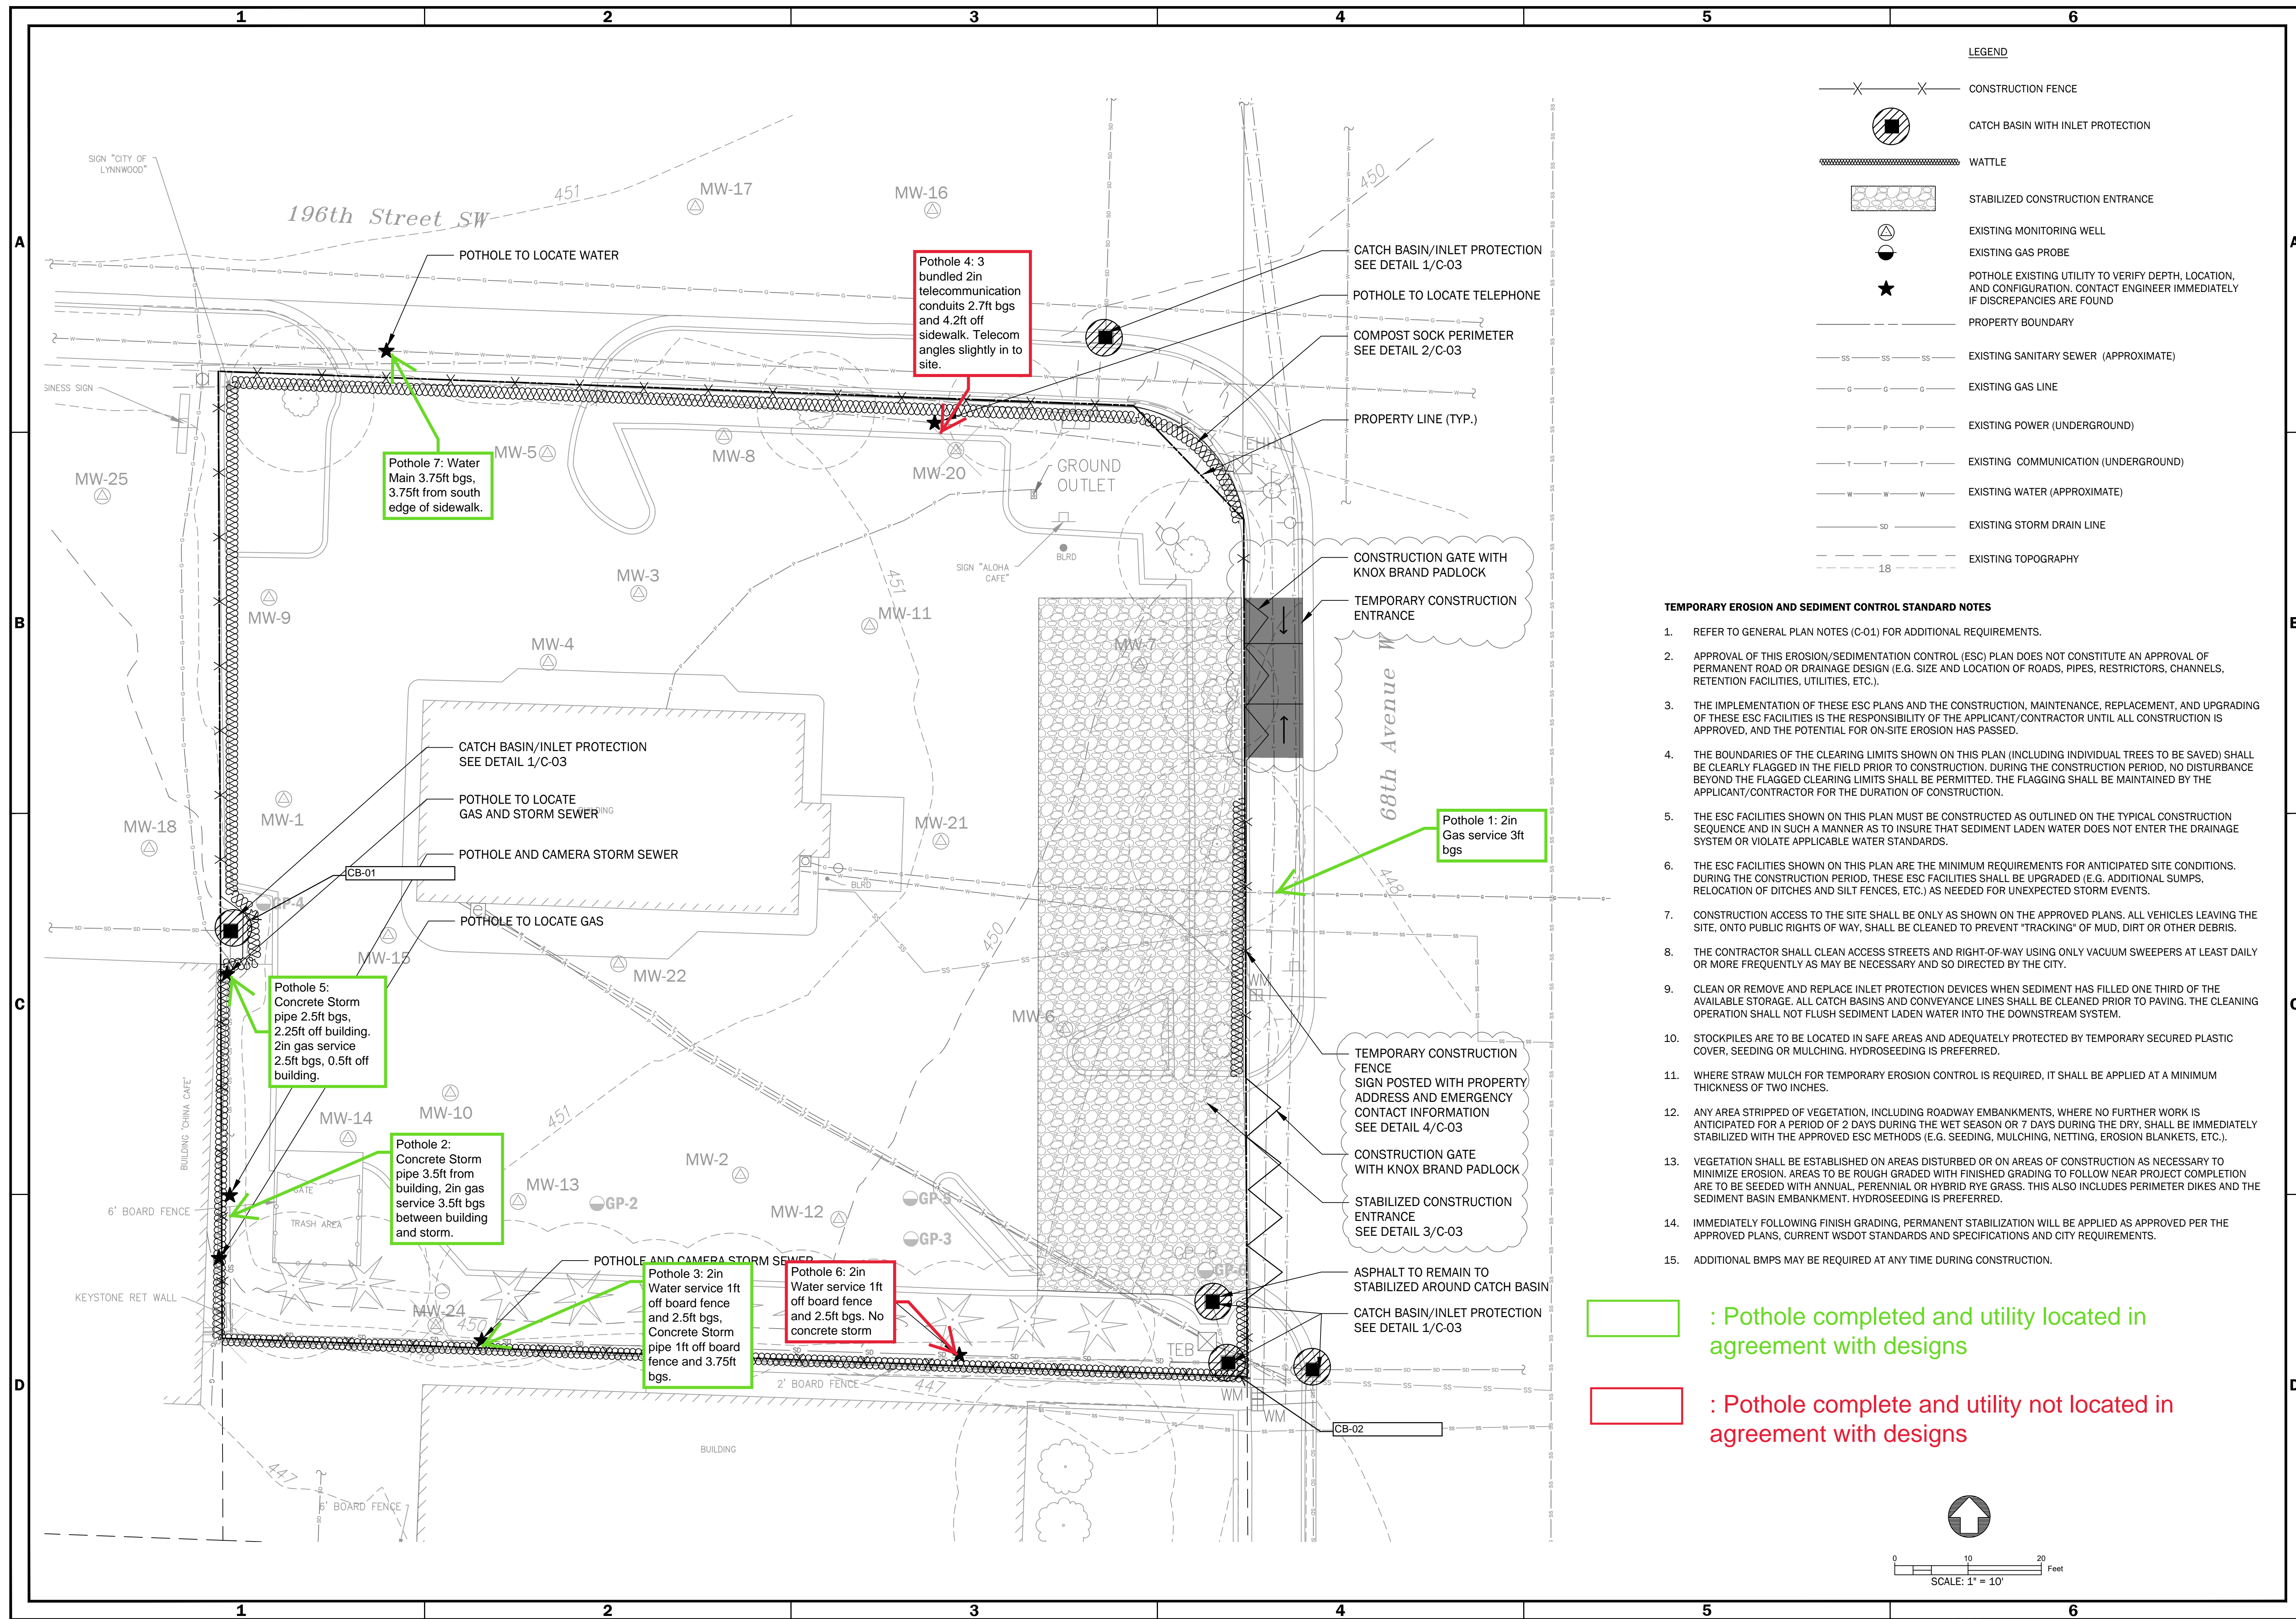 1 2 3 4 5 6
A
B
C
D
SIGN "CITY OF
LYNNWOOD"
196th Street SW
451
MW-17
MW-16
450
POTHOLE TO LOCATE WATER
Pothole 4: 3
bundled 2in
telecommunication
conduits 2.7ft bgs
and 4.2ft off
sidewalk. Telecom
angles slightly in to
site.
CATCH BASIN/INLET PROTECTION
SEE DETAIL 1/C-03
POTHOLE TO LOCATE TELEPHONE
COMPOST SOCK PERIMETER
SEE DETAIL 2/C-03
PROPERTY LINE (TYP.)
SINESS SIGN
Pothole 7: Water
Main 3.75ft bgs,
3.75ft from south
edge of sidewalk.
MW-5
MW-8
MW-20
MW-25
GROUND
OUTLET
EHH
BLRD
SIGN "ALOHA
CAFE"
MW-3
MW-9
MW-11
451
MW-4
MW-7
CONSTRUCTION GATE WITH
KNOX BRAND PADLOCK
TEMPORARY CONSTRUCTION
ENTRANCE
68th Avenue W
CATCH BASIN/INLET PROTECTION
SEE DETAIL 1/C-03
POTHOLE TO LOCATE
GAS AND STORM SEWER
BUILDING
POTHOLE AND CAMERA STORM SEWER
CB-01
POTHOLE TO LOCATE GAS
MW-1
MW-18
MW-21
BLRD
GP-4
Pothole 1: 2in
Gas service 3ft
bgs
448
450
MW-15
MW-22
MW-6
WM
Pothole 5:
Concrete Storm
pipe 2.5ft bgs,
2.25ft off building.
2in gas service
2.5ft bgs, 0.5ft off
building.
BUILDING "CHINA CAFE"
MW-14
MW-10
451
Pothole 2:
Concrete Storm
pipe 3.5ft from
building, 2in gas
service 3.5ft bgs
between building
and storm.
MW-2
MW-13
GP-2
MW-12
GP-5
GP-3
GP-6
6' BOARD FENCE
GATE
TRASH AREA
KEYSTONE RET WALL
MW-24
450
POTHOLE AND CAMERA STORM SEWER
Pothole 3: 2in
Water service 1ft
off board fence
and 2.5ft bgs,
Concrete Storm
pipe 1ft off board
fence and 3.75ft
bgs.
Pothole 6: 2in
Water service 1ft
off board fence
and 2.5ft bgs. No
concrete storm
TEB
2' BOARD FENCE
447
WM
WM
CB-02
BUILDING
447
6' BOARD FENCE
TEMPORARY CONSTRUCTION
FENCE
SIGN POSTED WITH PROPERTY
ADDRESS AND EMERGENCY
CONTACT INFORMATION
SEE DETAIL 4/C-03
CONSTRUCTION GATE
WITH KNOX BRAND PADLOCK
STABILIZED CONSTRUCTION
ENTRANCE
SEE DETAIL 3/C-03
ASPHALT TO REMAIN TO
STABILIZED AROUND CATCH BASIN
CATCH BASIN/INLET PROTECTION
SEE DETAIL 1/C-03
LEGEND
CONSTRUCTION FENCE
CATCH BASIN WITH INLET PROTECTION
WATTLE
STABILIZED CONSTRUCTION ENTRANCE
EXISTING MONITORING WELL
EXISTING GAS PROBE
POTHOLE EXISTING UTILITY TO VERIFY DEPTH, LOCATION,
AND CONFIGURATION. CONTACT ENGINEER IMMEDIATELY
IF DISCREPANCIES ARE FOUND
PROPERTY BOUNDARY
SS SS SS EXISTING SANITARY SEWER (APPROXIMATE)
G G G EXISTING GAS LINE
P P P EXISTING POWER (UNDERGROUND)
T T T EXISTING COMMUNICATION (UNDERGROUND)
W W W EXISTING WATER (APPROXIMATE)
SD EXISTING STORM DRAIN LINE
18 EXISTING TOPOGRAPHY
TEMPORARY EROSION AND SEDIMENT CONTROL STANDARD NOTES
1. REFER TO GENERAL PLAN NOTES (C-01) FOR ADDITIONAL REQUIREMENTS.
2. APPROVAL OF THIS EROSION/SEDIMENTATION CONTROL (ESC) PLAN DOES NOT CONSTITUTE AN APPROVAL OF
PERMANENT ROAD OR DRAINAGE DESIGN (E.G. SIZE AND LOCATION OF ROADS, PIPES, RESTRICTORS, CHANNELS,
RETENTION FACILITIES, UTILITIES, ETC.).
3. THE IMPLEMENTATION OF THESE ESC PLANS AND THE CONSTRUCTION, MAINTENANCE, REPLACEMENT, AND UPGRADING
OF THESE ESC FACILITIES IS THE RESPONSIBILITY OF THE APPLICANT/CONTRACTOR UNTIL ALL CONSTRUCTION IS
APPROVED, AND THE POTENTIAL FOR ON-SITE EROSION HAS PASSED.
4. THE BOUNDARIES OF THE CLEARING LIMITS SHOWN ON THIS PLAN (INCLUDING INDIVIDUAL TREES TO BE SAVED) SHALL
BE CLEARLY FLAGGED IN THE FIELD PRIOR TO CONSTRUCTION. DURING THE CONSTRUCTION PERIOD, NO DISTURBANCE
BEYOND THE FLAGGED CLEARING LIMITS SHALL BE PERMITTED. THE FLAGGING SHALL BE MAINTAINED BY THE
APPLICANT/CONTRACTOR FOR THE DURATION OF CONSTRUCTION.
5. THE ESC FACILITIES SHOWN ON THIS PLAN MUST BE CONSTRUCTED AS OUTLINED ON THE TYPICAL CONSTRUCTION
SEQUENCE AND IN SUCH A MANNER AS TO INSURE THAT SEDIMENT LADEN WATER DOES NOT ENTER THE DRAINAGE
SYSTEM OR VIOLATE APPLICABLE WATER STANDARDS.
6. THE ESC FACILITIES SHOWN ON THIS PLAN ARE THE MINIMUM REQUIREMENTS FOR ANTICIPATED SITE CONDITIONS.
DURING THE CONSTRUCTION PERIOD, THESE ESC FACILITIES SHALL BE UPGRADED (E.G. ADDITIONAL SUMPS,
RELOCATION OF DITCHES AND SILT FENCES, ETC.) AS NEEDED FOR UNEXPECTED STORM EVENTS.
7. CONSTRUCTION ACCESS TO THE SITE SHALL BE ONLY AS SHOWN ON THE APPROVED PLANS. ALL VEHICLES LEAVING THE
SITE, ONTO PUBLIC RIGHTS OF WAY, SHALL BE CLEANED TO PREVENT "TRACKING" OF MUD, DIRT OR OTHER DEBRIS.
8. THE CONTRACTOR SHALL CLEAN ACCESS STREETS AND RIGHT-OF-WAY USING ONLY VACUUM SWEEPERS AT LEAST DAILY
OR MORE FREQUENTLY AS MAY BE NECESSARY AND SO DIRECTED BY THE CITY.
9. CLEAN OR REMOVE AND REPLACE INLET PROTECTION DEVICES WHEN SEDIMENT HAS FILLED ONE THIRD OF THE
AVAILABLE STORAGE. ALL CATCH BASINS AND CONVEYANCE LINES SHALL BE CLEANED PRIOR TO PAVING. THE CLEANING
OPERATION SHALL NOT FLUSH SEDIMENT LADEN WATER INTO THE DOWNSTREAM SYSTEM.
10. STOCKPILES ARE TO BE LOCATED IN SAFE AREAS AND ADEQUATELY PROTECTED BY TEMPORARY SECURED PLASTIC
COVER, SEEDING OR MULCHING. HYDROSEEDING IS PREFERRED.
11. WHERE STRAW MULCH FOR TEMPORARY EROSION CONTROL IS REQUIRED, IT SHALL BE APPLIED AT A MINIMUM
THICKNESS OF TWO INCHES.
12. ANY AREA STRIPPED OF VEGETATION, INCLUDING ROADWAY EMBANKMENTS, WHERE NO FURTHER WORK IS
ANTICIPATED FOR A PERIOD OF 2 DAYS DURING THE WET SEASON OR 7 DAYS DURING THE DRY, SHALL BE IMMEDIATELY
STABILIZED WITH THE APPROVED ESC METHODS (E.G. SEEDING, MULCHING, NETTING, EROSION BLANKETS, ETC.).
13. VEGETATION SHALL BE ESTABLISHED ON AREAS DISTURBED OR ON AREAS OF CONSTRUCTION AS NECESSARY TO
MINIMIZE EROSION. AREAS TO BE ROUGH GRADED WITH FINISHED GRADING TO FOLLOW NEAR PROJECT COMPLETION
ARE TO BE SEEDED WITH ANNUAL, PERENNIAL OR HYBRID RYE GRASS. THIS ALSO INCLUDES PERIMETER DIKES AND THE
SEDIMENT BASIN EMBANKMENT. HYDROSEEDING IS PREFERRED.
14. IMMEDIATELY FOLLOWING FINISH GRADING, PERMANENT STABILIZATION WILL BE APPLIED AS APPROVED PER THE
APPROVED PLANS, CURRENT WSDOT STANDARDS AND SPECIFICATIONS AND CITY REQUIREMENTS.
15. ADDITIONAL BMPS MAY BE REQUIRED AT ANY TIME DURING CONSTRUCTION.
: Pothole completed and utility located in
agreement with designs
: Pothole complete and utility not located in
agreement with designs
0 10 20
Feet
SCALE: 1" = 10'
1 2 3 4 5 6